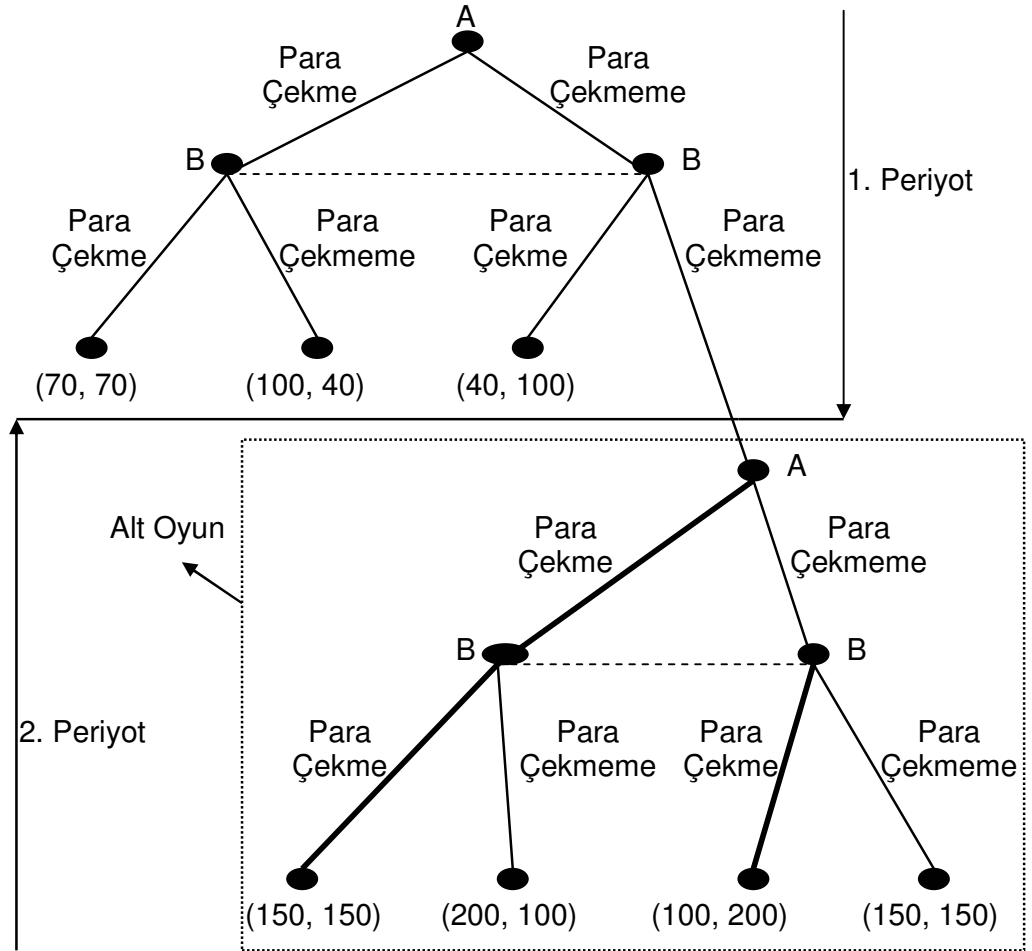 A
Para
Çekme
Para
Çekmeme
B
B
1. Periyot
Para
Çekme
Para
Çekmeme
Para
Çekme
Para
Çekmeme
(70, 70)
(100, 40)
(40, 100)
A
Alt Oyun
Para
Çekme
Para
Çekmeme
B
B
2. Periyot
Para
Çekme
Para
Çekmeme
Para
Çekme
Para
Çekmeme
(150, 150)
(200, 100)
(100, 200)
(150, 150)